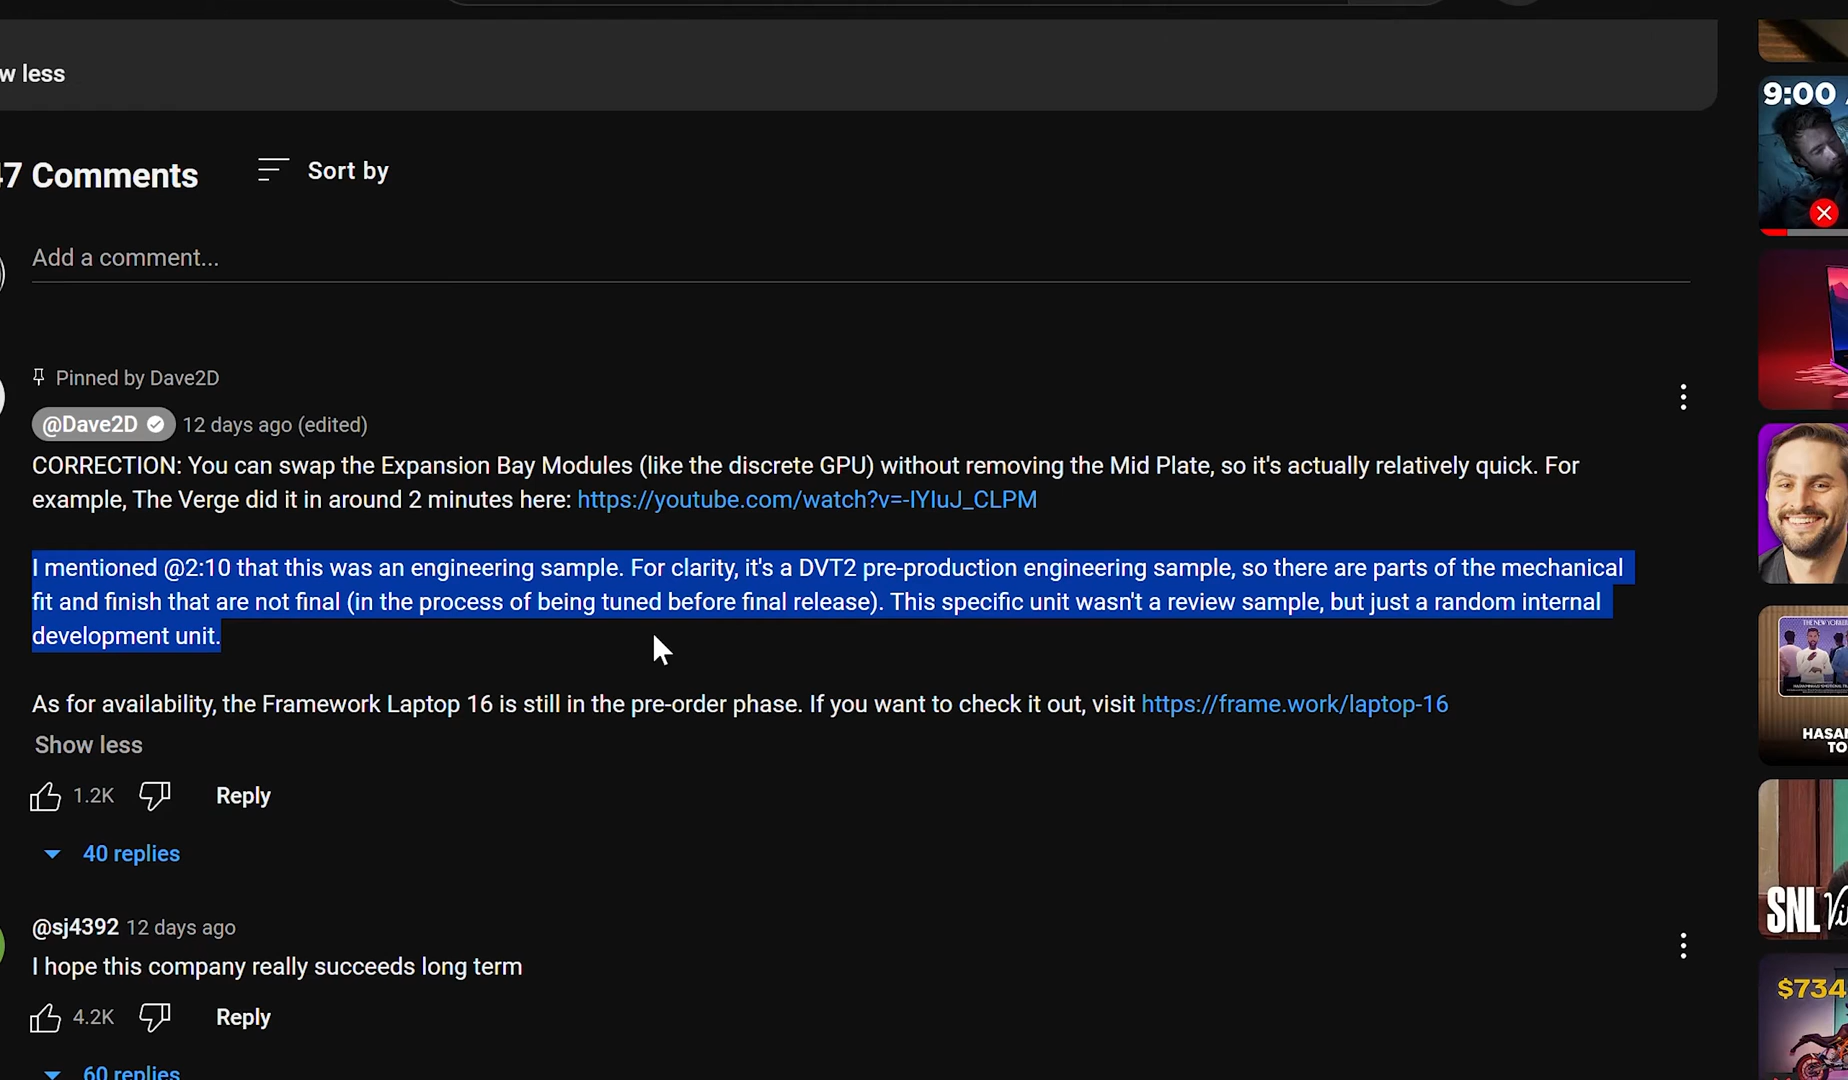 w less
47 Comments
Sort by
Add a comment...
Pinned by Dave2D
@Dave2D 12 days ago (edited)
CORRECTION: You can swap the Expansion Bay Modules (like the discrete GPU) without removing the Mid Plate, so it's actually relatively quick. For
example, The Verge did it in around 2 minutes here: https://youtube.com/watch?v=-IYIuJ_CLPM
I mentioned @2:10 that this was an engineering sample. For clarity, it's a DVT2 pre-production engineering sample, so there are parts of the mechanical
fit and finish that are not final (in the process of being tuned before final release). This specific unit wasn't a review sample, but just a random internal
development unit.
As for availability, the Framework Laptop 16 is still in the pre-order phase. If you want to check it out, visit https://frame.work/laptop-16
Show less
1.2K Reply
40 replies
@sj4392 12 days ago
I hope this company really succeeds long term
4.2K Reply
60 replies
9:00
THE NEW YORKER
HASAN
TO
SNL Vi
$734